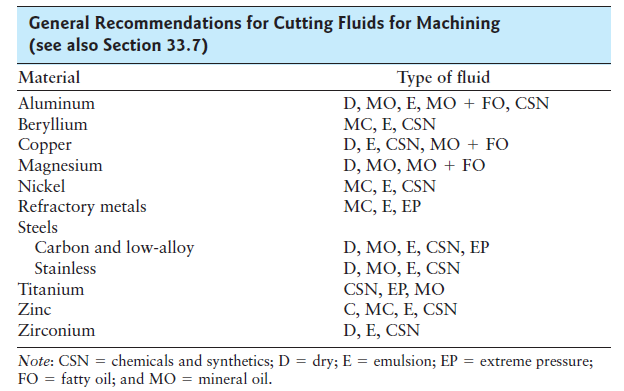 General Recommendations for Cutting Fluids for Machining
(see also Section 33.7)
Material Type of fluid
Aluminum D, MO, E, MO + FO, CSN
Beryllium MC, E, CSN
Copper D, E, CSN, MO + FO
Magnesium D, MO, MO + FO
Nickel MC, E, CSN
Refractory metals MC, E, EP
Steels
Carbon and low-alloy D, MO, E, CSN, EP
Stainless D, MO, E, CSN
Titanium CSN, EP, MO
Zinc C, MC, E, CSN
Zirconium D, E, CSN
Note: CSN = chemicals and synthetics; D = dry; E = emulsion; EP = extreme pressure;
FO = fatty oil; and MO = mineral oil.